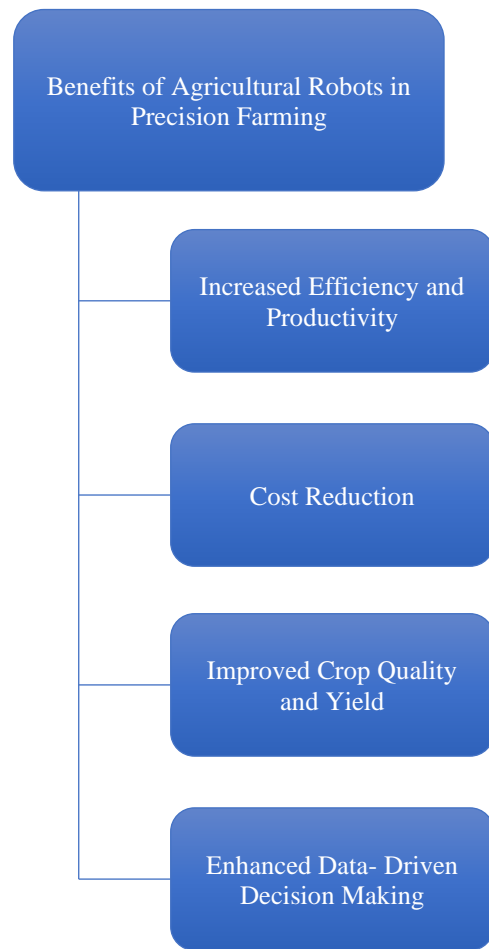 Benefits of Agricultural Robots in
Precision Farming
Increased Efficiency and
Productivity
Cost Reduction
Improved Crop Quality
and Yield
Enhanced Data- Driven
Decision Making